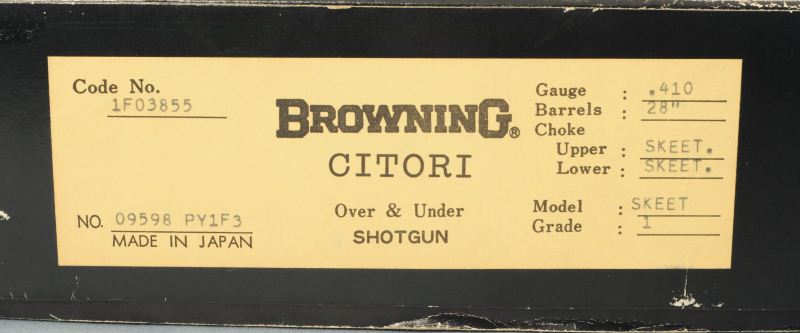 Code No.
1F03855
BROWNING®
CITORI
Over & Under
SHOTGUN
NO. 09598 PY1F3
MADE IN JAPAN
Gauge : .410
Barrels : 28"
Choke
Upper : SKEET.
Lower : SKEET.
Model : SKEET
Grade : 1